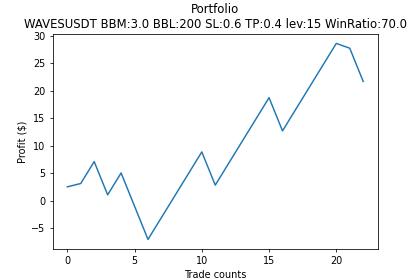 Portfolio
WAVESUSDT BBM:3.0 BBL:200 SL:0.6 TP:0.4 lev:15 WinRatio:70.0
30
25
20
15
10
5
0
−5
Profit ($)
0 5 10 15 20
Trade counts